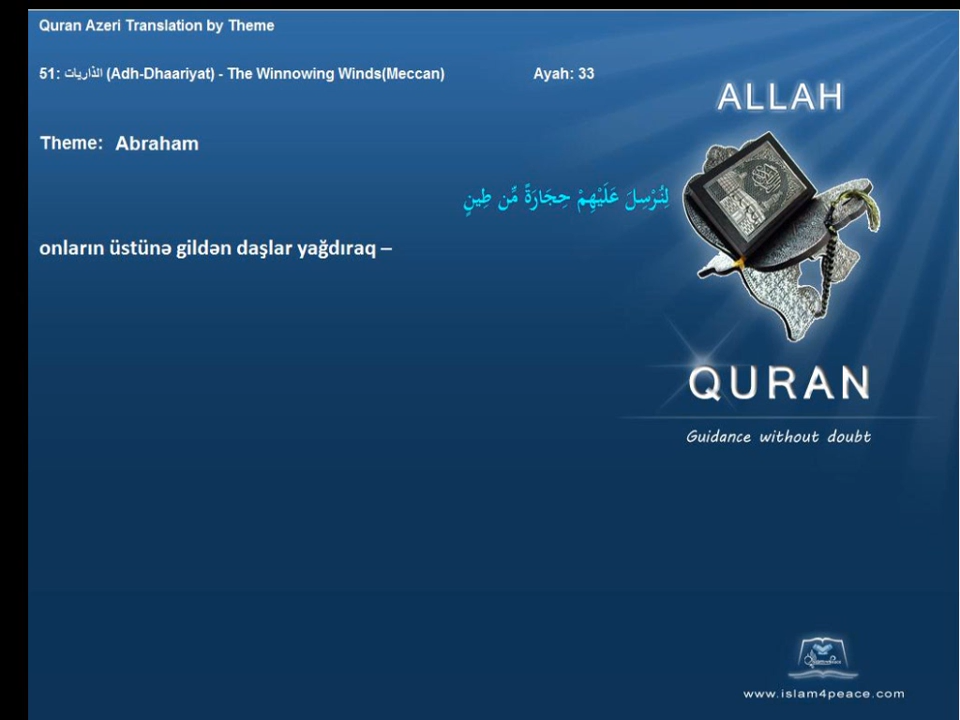 Quran Azeri Translation by Theme
51: الذاريات (Adh-Dhaariyat) - The Winnowing Winds(Meccan) Ayah: 33
ALLAH
Theme: Abraham
لِنُرْسِلَ عَلَيْهِمْ حِجَارَةً مِّن طِينٍ
onların üstünə gildən daşlar yağdıraq –
QURAN
Guidance without doubt
www.islam4peace.com